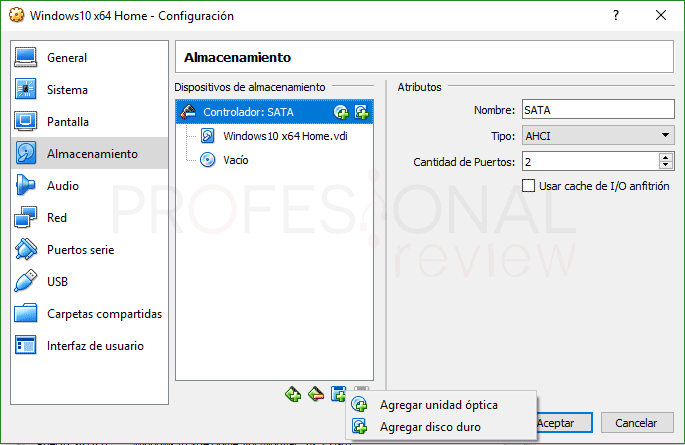 Windows10 x64 Home - Configuración
General
Sistema
Pantalla
Almacenamiento
Audio
Red
Puertos serie
USB
Carpetas compartidas
Interfaz de usuario
Almacenamiento
Dispositivos de almacenamiento
Controlador: SATA
Windows10 x64 Home.vdi
Vacío
Atributos
Nombre: SATA
Tipo: AHCI
Cantidad de Puertos: 2
Usar cache de I/O anfitrión
PROFESIONAL
review
Agregar unidad óptica
Agregar disco duro
Aceptar
Cancelar